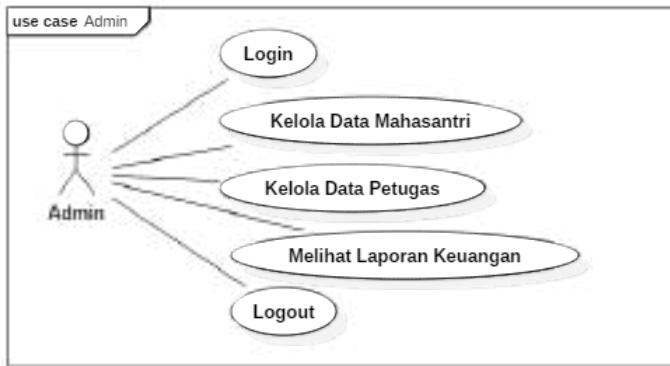 use case Admin
Login
Kelola Data Mahasantri
Kelola Data Petugas
Admin
Melihat Laporan Keuangan
Logout